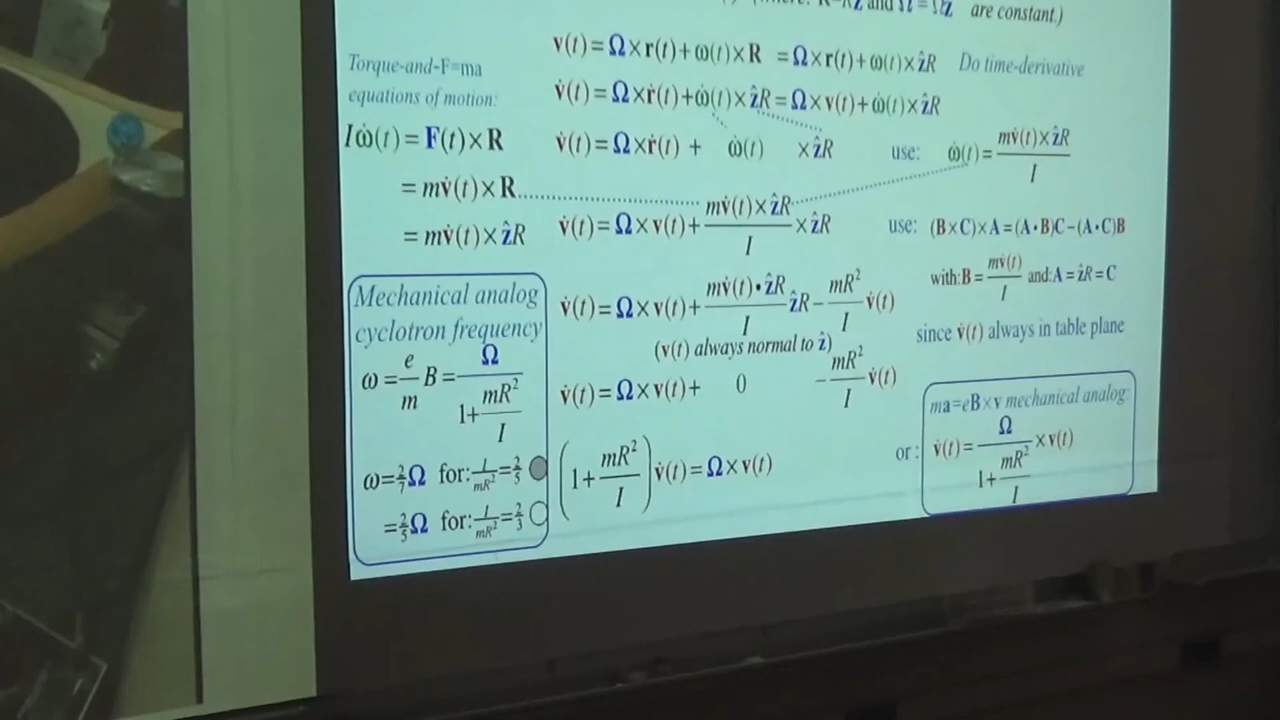 and Ω = Ωẑ are constant.)
Torque-and-F=ma
equations of motion:
Iω̇(t) = F(t)×R
= mv̇(t)×R
= mv̇(t)×ẑR
v(t) = Ω×r(t)+ω(t)×R = Ω×r(t)+ω(t)×ẑR Do time-derivative
v̇(t) = Ω×ṙ(t)+ω̇(t)×ẑR = Ω×v(t)+ω̇(t)×ẑR
v̇(t) = Ω×ṙ(t) + ω̇(t) ×ẑR use: ω̇(t) = mv̇(t)×ẑR / I
v̇(t) = Ω×v(t)+ mv̇(t)×ẑR / I ×ẑR use: (B×C)×A=(A•B)C−(A•C)B
with: B = mv̇(t) / I and: A = ẑR = C
v̇(t) = Ω×v(t)+ mv̇(t)•ẑR / I ẑR − mR² / I v̇(t)
since v̇(t) always in table plane
(v(t) always normal to ẑ)
v̇(t) = Ω×v(t)+ 0 − mR² / I v̇(t)
(1+ mR² / I) v̇(t) = Ω×v(t)
or:
ma=eB×v mechanical analog:
v̇(t) = Ω / 1+ mR² / I ×v(t)
Mechanical analog
cyclotron frequency
ω = e / m B = Ω / 1+ mR² / I
ω = 2/7 Ω for: I / mR² = 2/5
= 2/5 Ω for: I / mR² = 2/3